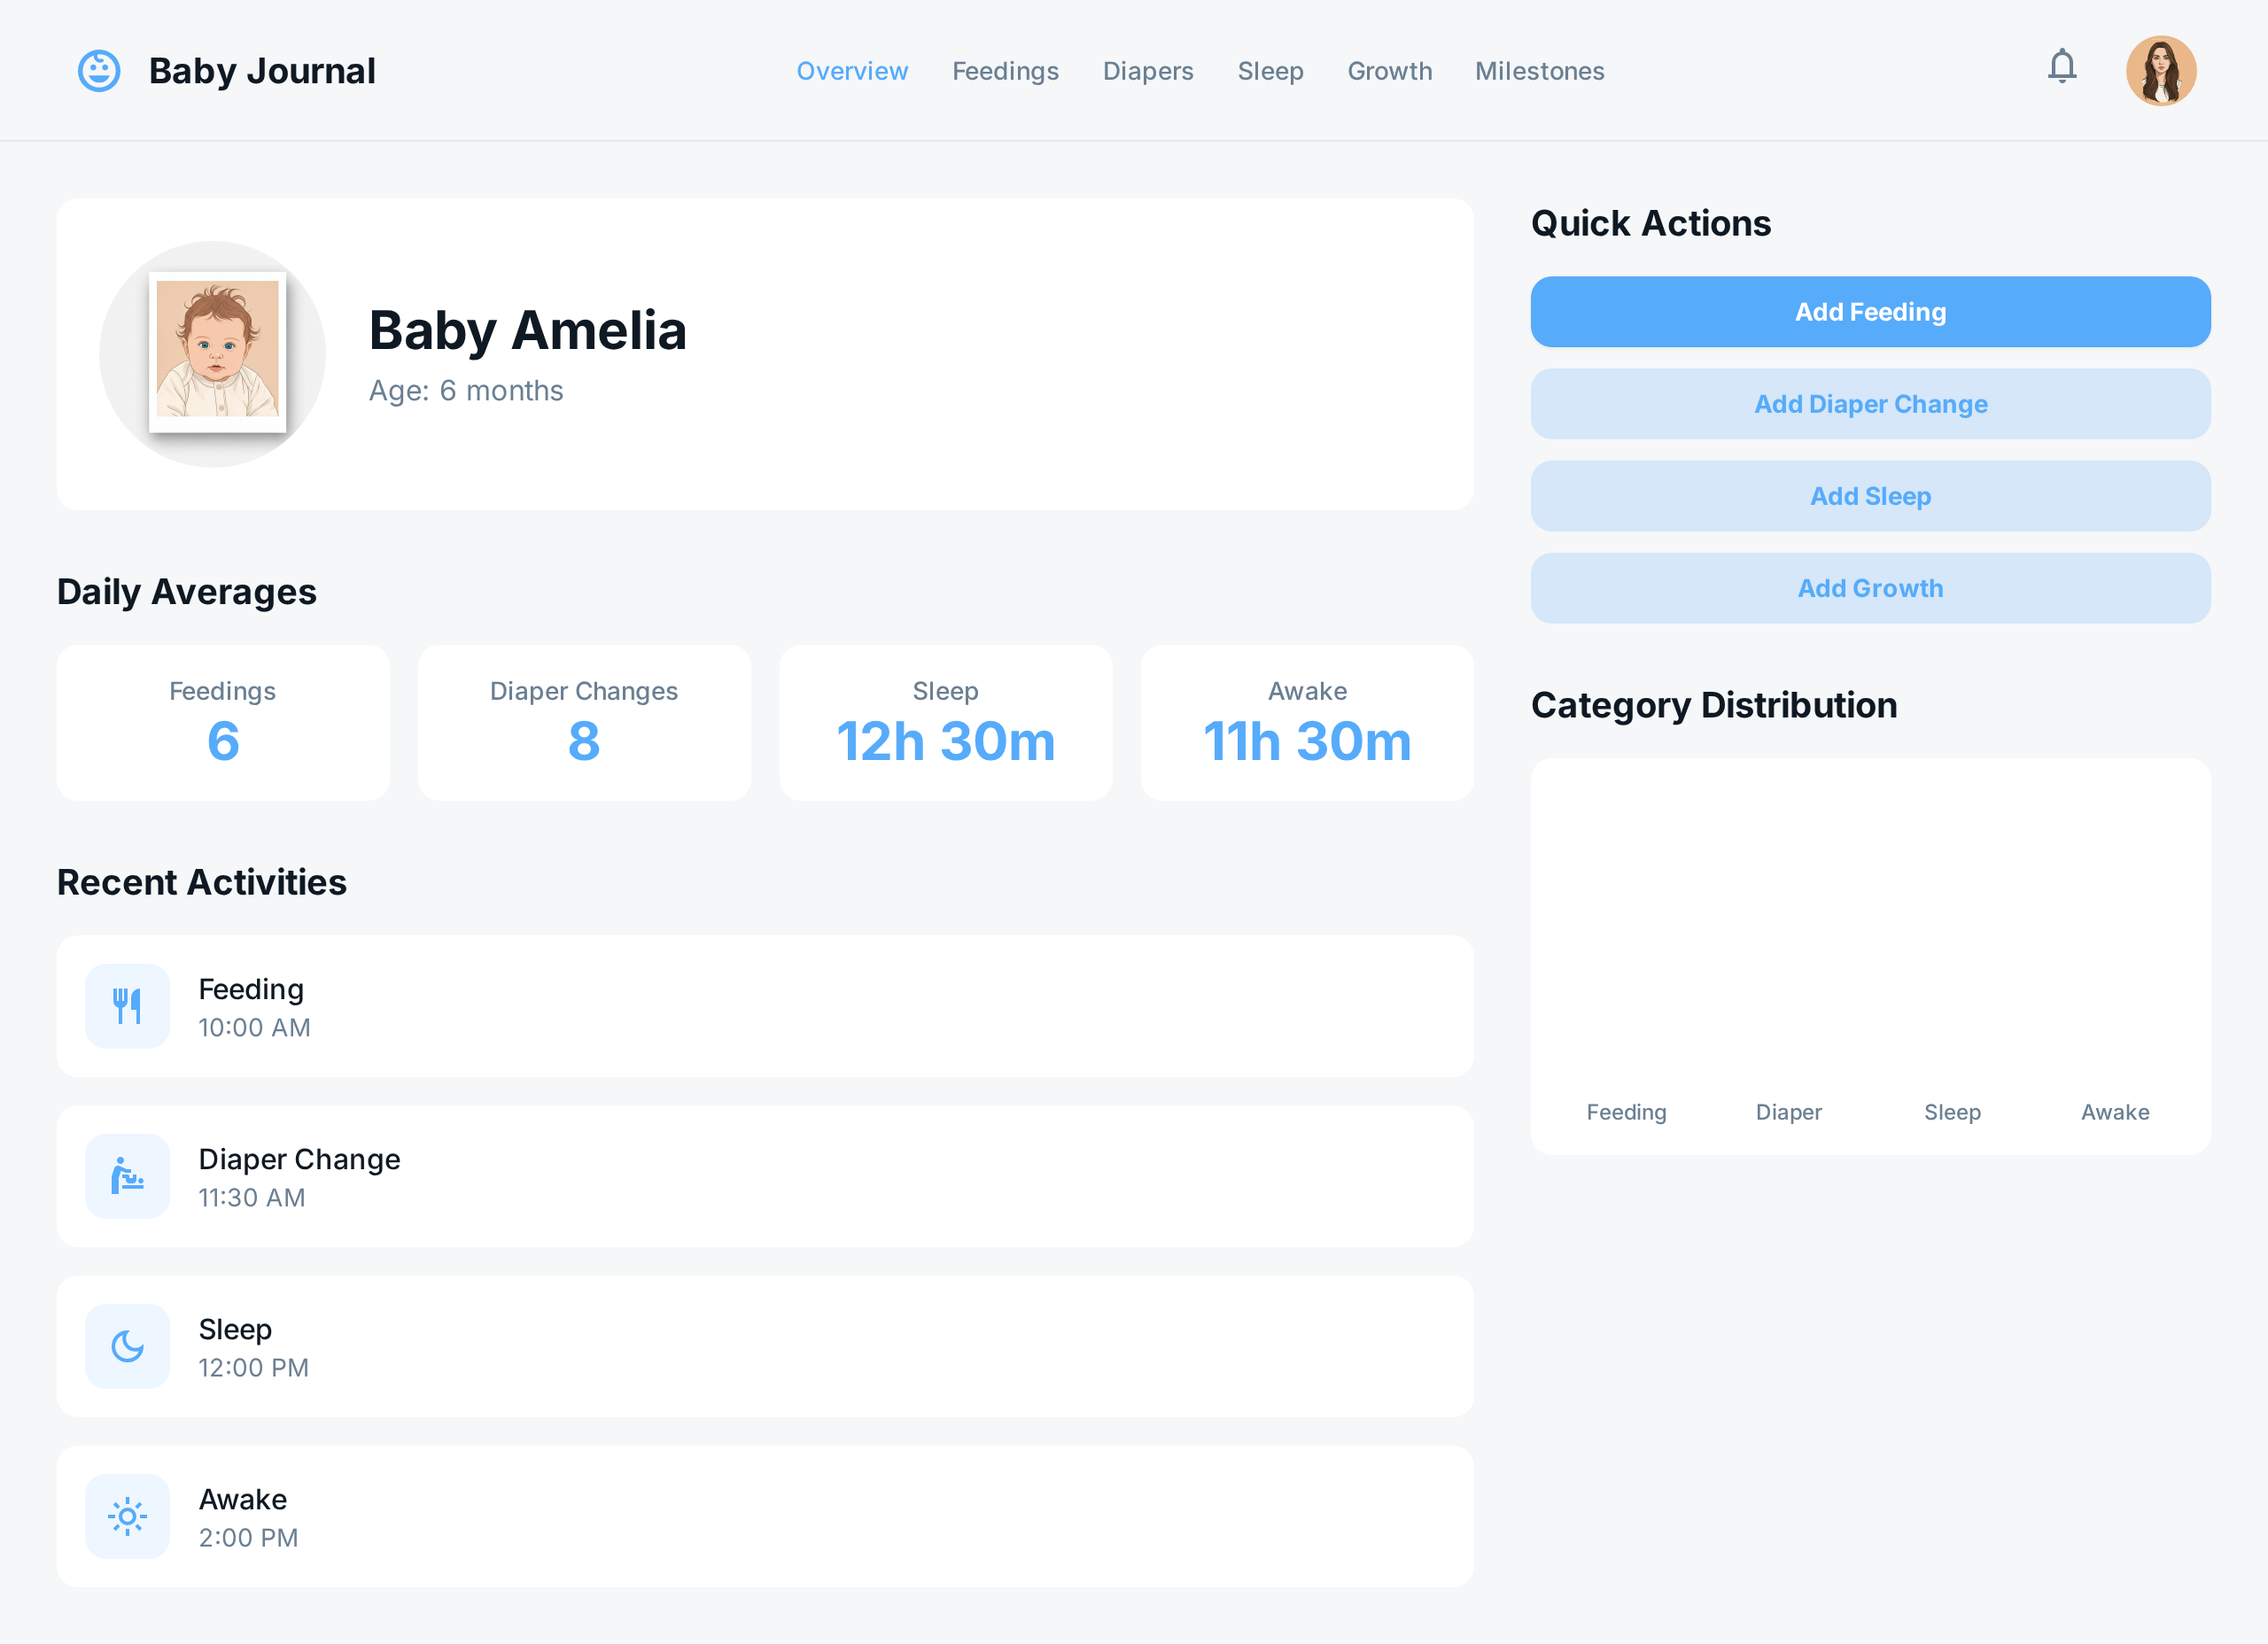 Baby Journal
Overview
Feedings
Diapers
Sleep
Growth
Milestones
Baby Amelia
Age: 6 months
Daily Averages
Feedings
6
Diaper Changes
8
Sleep
12h 30m
Awake
11h 30m
Recent Activities
Feeding
10:00 AM
Diaper Change
11:30 AM
Sleep
12:00 PM
Awake
2:00 PM
Quick Actions
Add Feeding
Add Diaper Change
Add Sleep
Add Growth
Category Distribution
Feeding
Diaper
Sleep
Awake